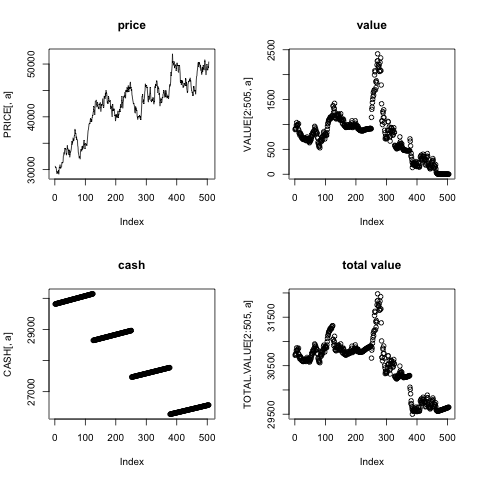 price
PRICE[, a]
30000 40000 50000
0 100 200 300 400 500
Index
value
VALUE[2:505, a]
0 500 1500 2500
0 100 200 300 400 500
Index
cash
CASH[, a]
27000 29000
0 100 200 300 400 500
Index
total value
TOTAL.VALUE[2:505, a]
29500 30500 31500
0 100 200 300 400 500
Index